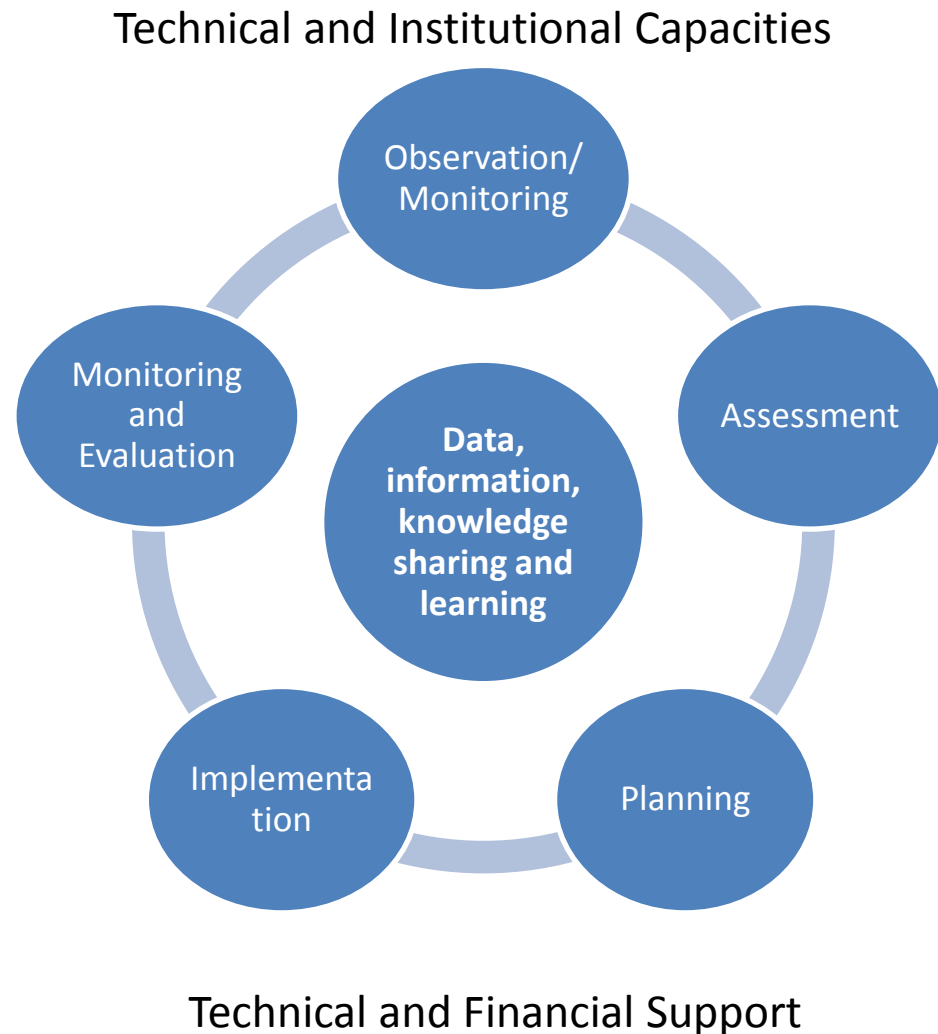 Technical and Institutional Capacities
Observation/
Monitoring
Assessment
Planning
Implementa
tion
Monitoring
and
Evaluation
Data,
information,
knowledge
sharing and
learning
Technical and Financial Support